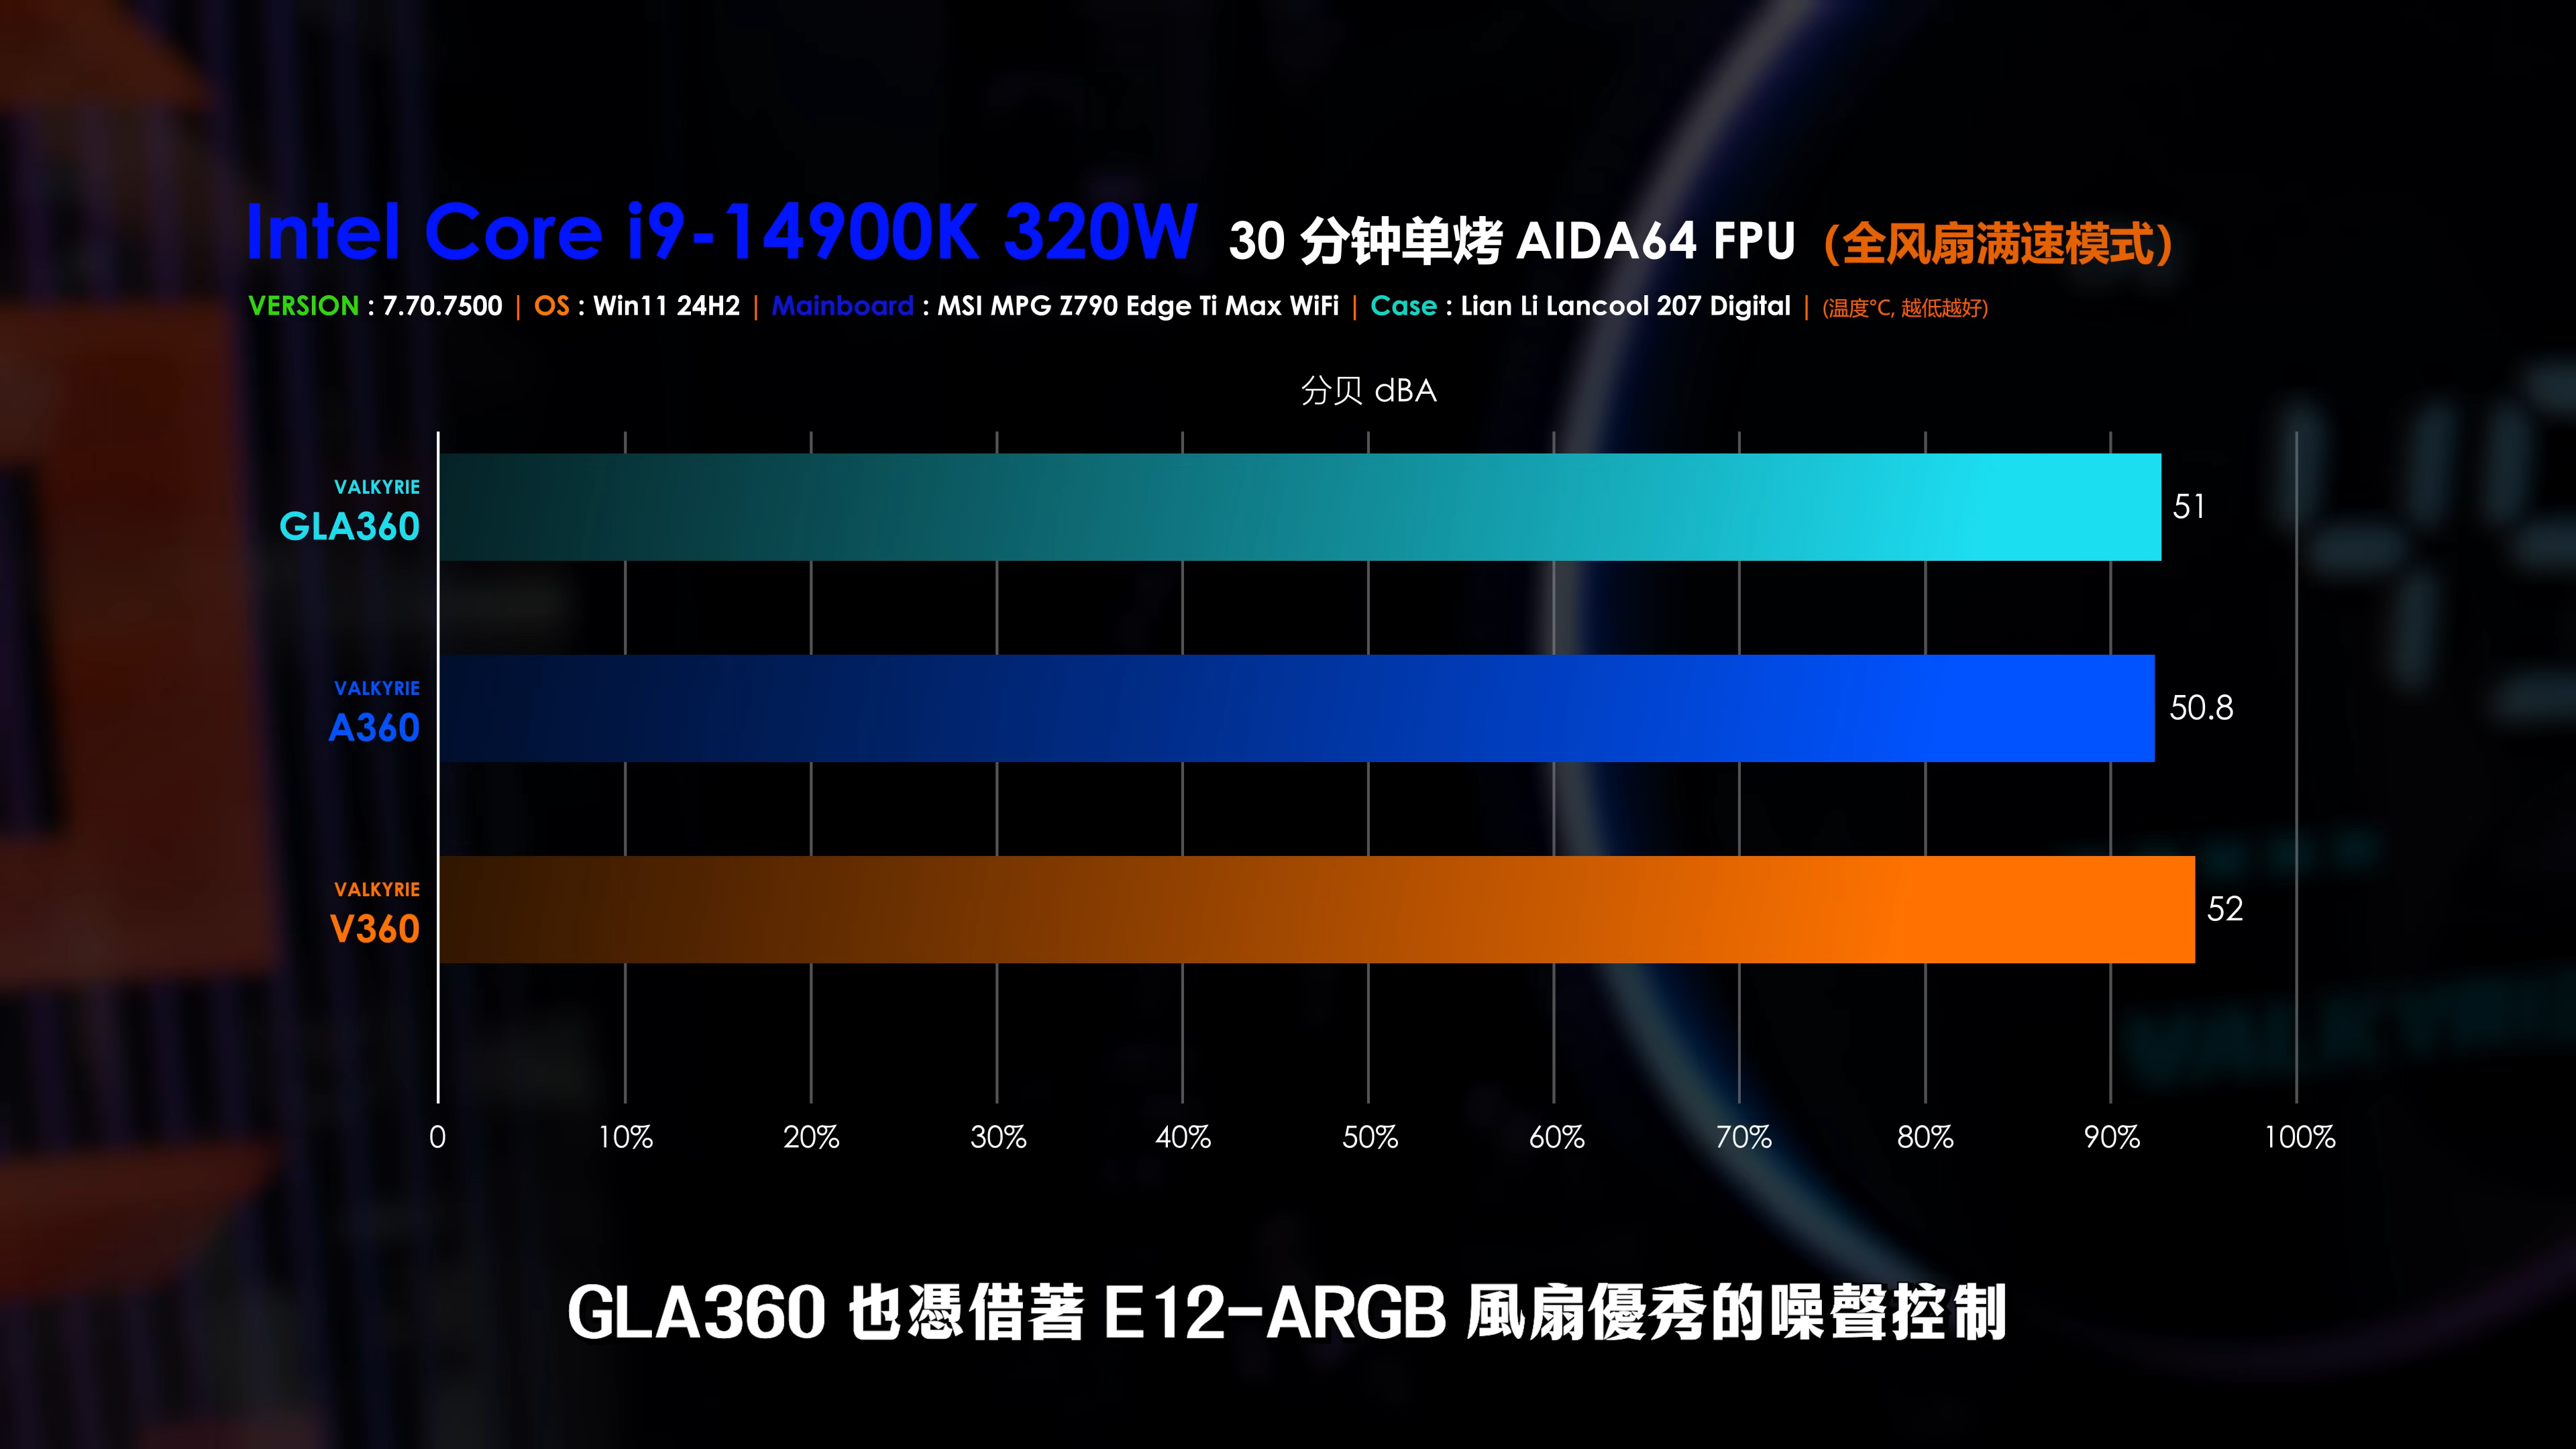 Intel Core i9-14900K 320W 30 分钟单烤 AIDA64 FPU (全风扇满速模式)
VERSION : 7.70.7500 | OS : Win11 24H2 | Mainboard : MSI MPG Z790 Edge Ti Max WiFi | Case : Lian Li Lancool 207 Digital | (温度°C, 越低越好)
分贝 dBA
VALKYRIE
GLA360
51
VALKYRIE
A360
50.8
VALKYRIE
V360
52
0 10% 20% 30% 40% 50% 60% 70% 80% 90% 100%
GLA360 也憑借著 E12-ARGB 風扇優秀的噪聲控制